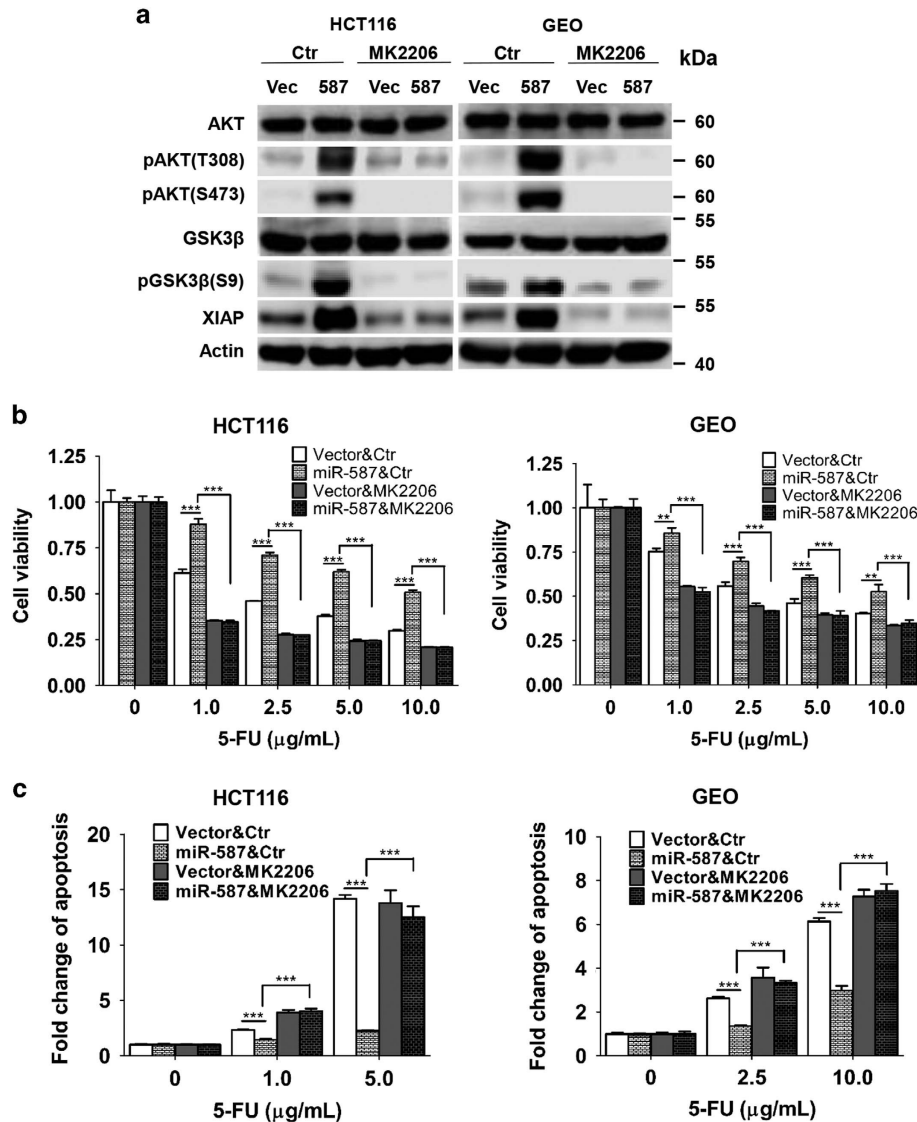 a
HCT116 GEO
Ctr MK2206 Ctr MK2206 kDa
Vec 587 Vec 587 Vec 587 Vec 587
AKT 60
pAKT(T308) 60
pAKT(S473) 60
55
GSK3β
55
pGSK3β(S9)
55
XIAP
Actin
40
b
HCT116
Cell viability
1.25
1.00
0.75
0.50
0.25
0.00
Vector&Ctr
miR-587&Ctr
Vector&MK2206
miR-587&MK2206
*** *** *** *** *** *** *** ***
0 1.0 2.5 5.0 10.0
5-FU (μg/mL)
GEO
Cell viability
1.25
1.00
0.75
0.50
0.25
0.00
Vector&Ctr
miR-587&Ctr
Vector&MK2206
miR-587&MK2206
** *** *** *** *** *** ** ***
0 1.0 2.5 5.0 10.0
5-FU (μg/mL)
c
HCT116
Fold change of apoptosis
20
15
10
5
0
Vector&Ctr
miR-587&Ctr
Vector&MK2206
miR-587&MK2206
*** *** *** ***
0 1.0 5.0
5-FU (μg/mL)
GEO
Fold change of apoptosis
10
8
6
4
2
0
Vector&Ctr
miR-587&Ctr
Vector&MK2206
miR-587&MK2206
*** *** *** ***
0 2.5 10.0
5-FU (μg/mL)